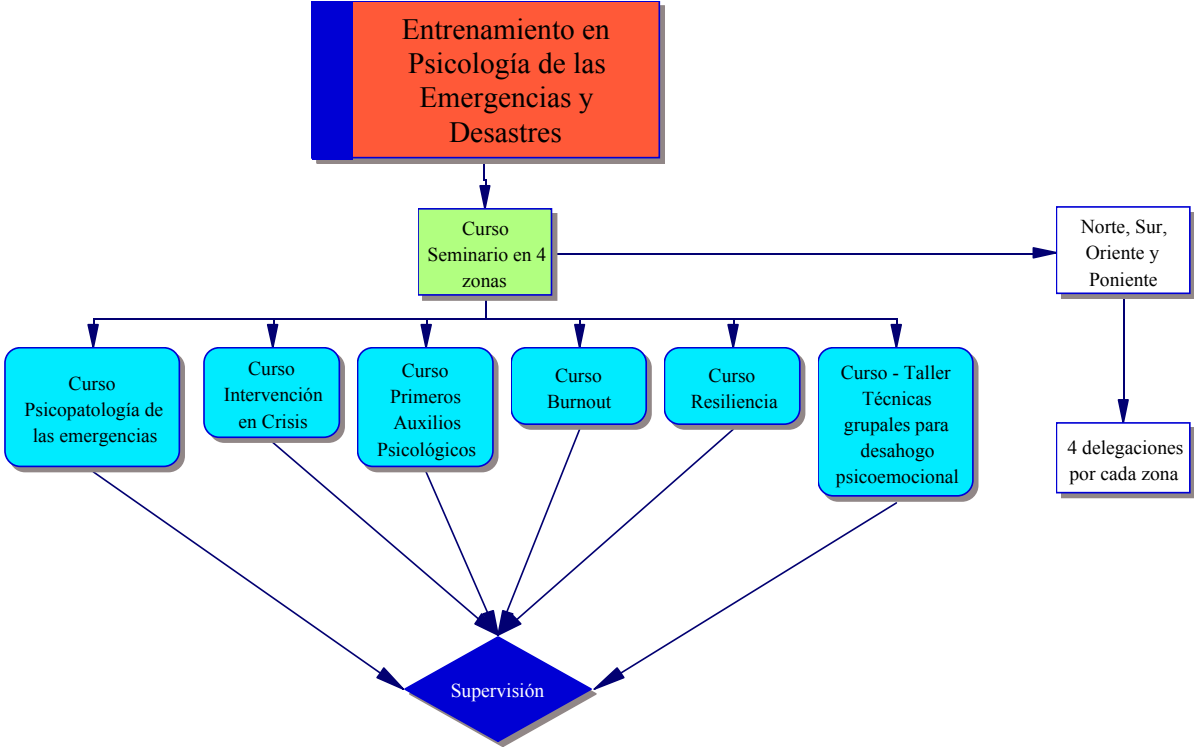 Entrenamiento en
Psicología de las
Emergencias y
Desastres
Curso
Seminario en 4
zonas
Norte, Sur,
Oriente y
Poniente
Curso
Psicopatología de
las emergencias
Curso
Intervención
en Crisis
Curso
Primeros
Auxilios
Psicológicos
Curso
Burnout
Curso
Resiliencia
Curso - Taller
Técnicas
grupales para
desahogo
psicoemocional
4 delegaciones
por cada zona
Supervisión